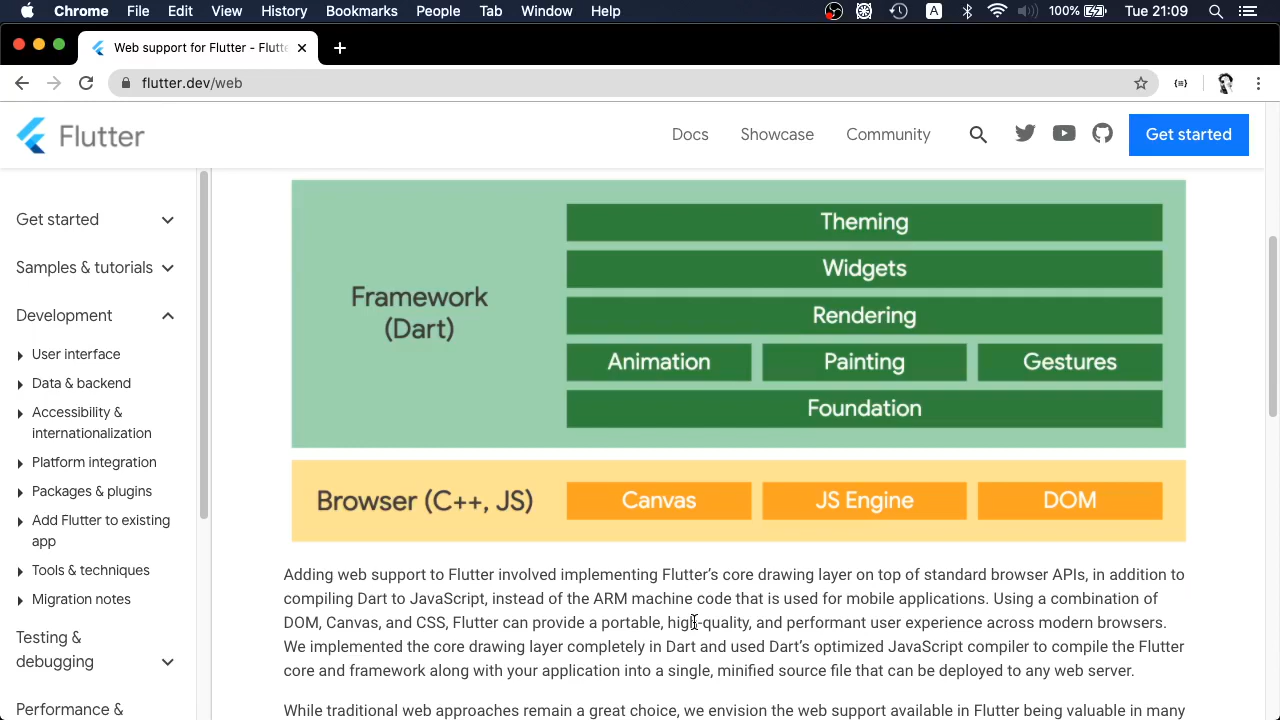 Chrome File Edit View History Bookmarks People Tab Window Help A 100% Tue 21:09
Web support for Flutter - Flutte
flutter.dev/web
Flutter Docs Showcase Community Get started
Get started
Samples & tutorials
Development
User interface
Data & backend
Accessibility &
internationalization
Platform integration
Packages & plugins
Add Flutter to existing
app
Tools & techniques
Migration notes
Testing &
debugging
Performance &
Framework
(Dart)
Theming
Widgets
Rendering
Animation Painting Gestures
Foundation
Browser (C++, JS) Canvas JS Engine DOM
Adding web support to Flutter involved implementing Flutter’s core drawing layer on top of standard browser APIs, in addition to
compiling Dart to JavaScript, instead of the ARM machine code that is used for mobile applications. Using a combination of
DOM, Canvas, and CSS, Flutter can provide a portable, high-quality, and performant user experience across modern browsers.
We implemented the core drawing layer completely in Dart and used Dart’s optimized JavaScript compiler to compile the Flutter
core and framework along with your application into a single, minified source file that can be deployed to any web server.
While traditional web approaches remain a great choice, we envision the web support available in Flutter being valuable in many